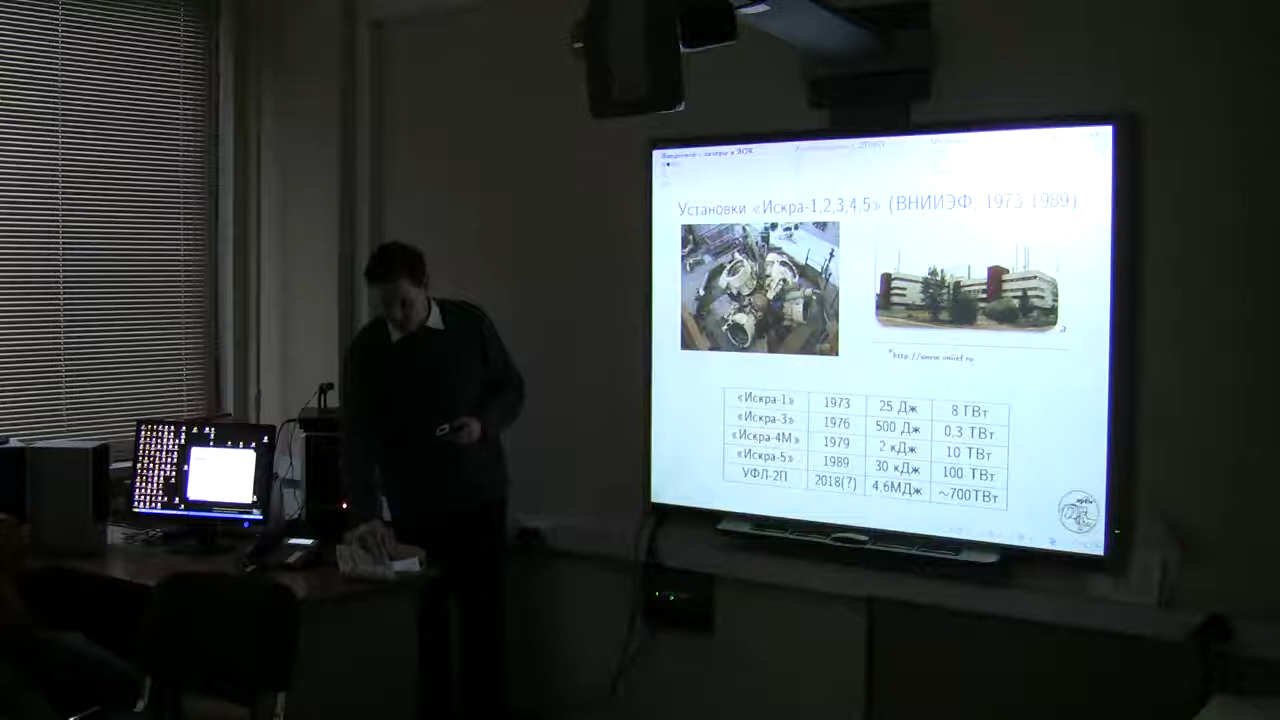 Введение
Установки «Искра-1,2,3,4,5» (ВНИИЭФ, 1973 1989)
a
«Искра-1» 1973 25 Дж 8 ТВт
«Искра-3» 1976 500 Дж 0.3 ТВт
«Искра-4М» 1979 2 кДж 10 ТВт
«Искра-5» 1989 30 кДж 100 ТВт
УФЛ-2П 2018(?) 4.6МДж ~700ТВт